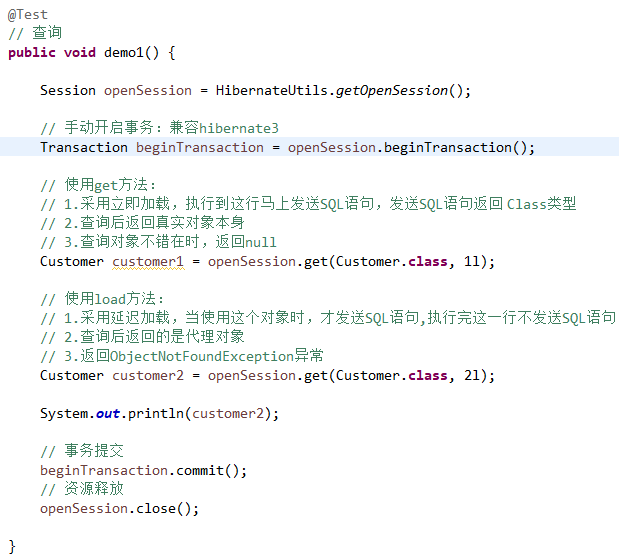 @Test
// 查询
public void demo1() {
Session openSession = HibernateUtils.getOpenSession();
// 手动开启事务：兼容hibernate3
Transaction beginTransaction = openSession.beginTransaction();
// 使用get方法：
// 1.采用立即加载，执行到这行马上发送SQL语句，发送SQL语句返回 Class类型
// 2.查询后返回真实对象本身
// 3.查询对象不错在时，返回null
Customer customer1 = openSession.get(Customer.class, 1l);
// 使用load方法：
// 1.采用延迟加载，当使用这个对象时，才发送SQL语句,执行完这一行不发送SQL语句
// 2.查询后返回的是代理对象
// 3.返回ObjectNotFoundException异常
Customer customer2 = openSession.get(Customer.class, 2l);
System.out.println(customer2);
// 事务提交
beginTransaction.commit();
// 资源释放
openSession.close();
}